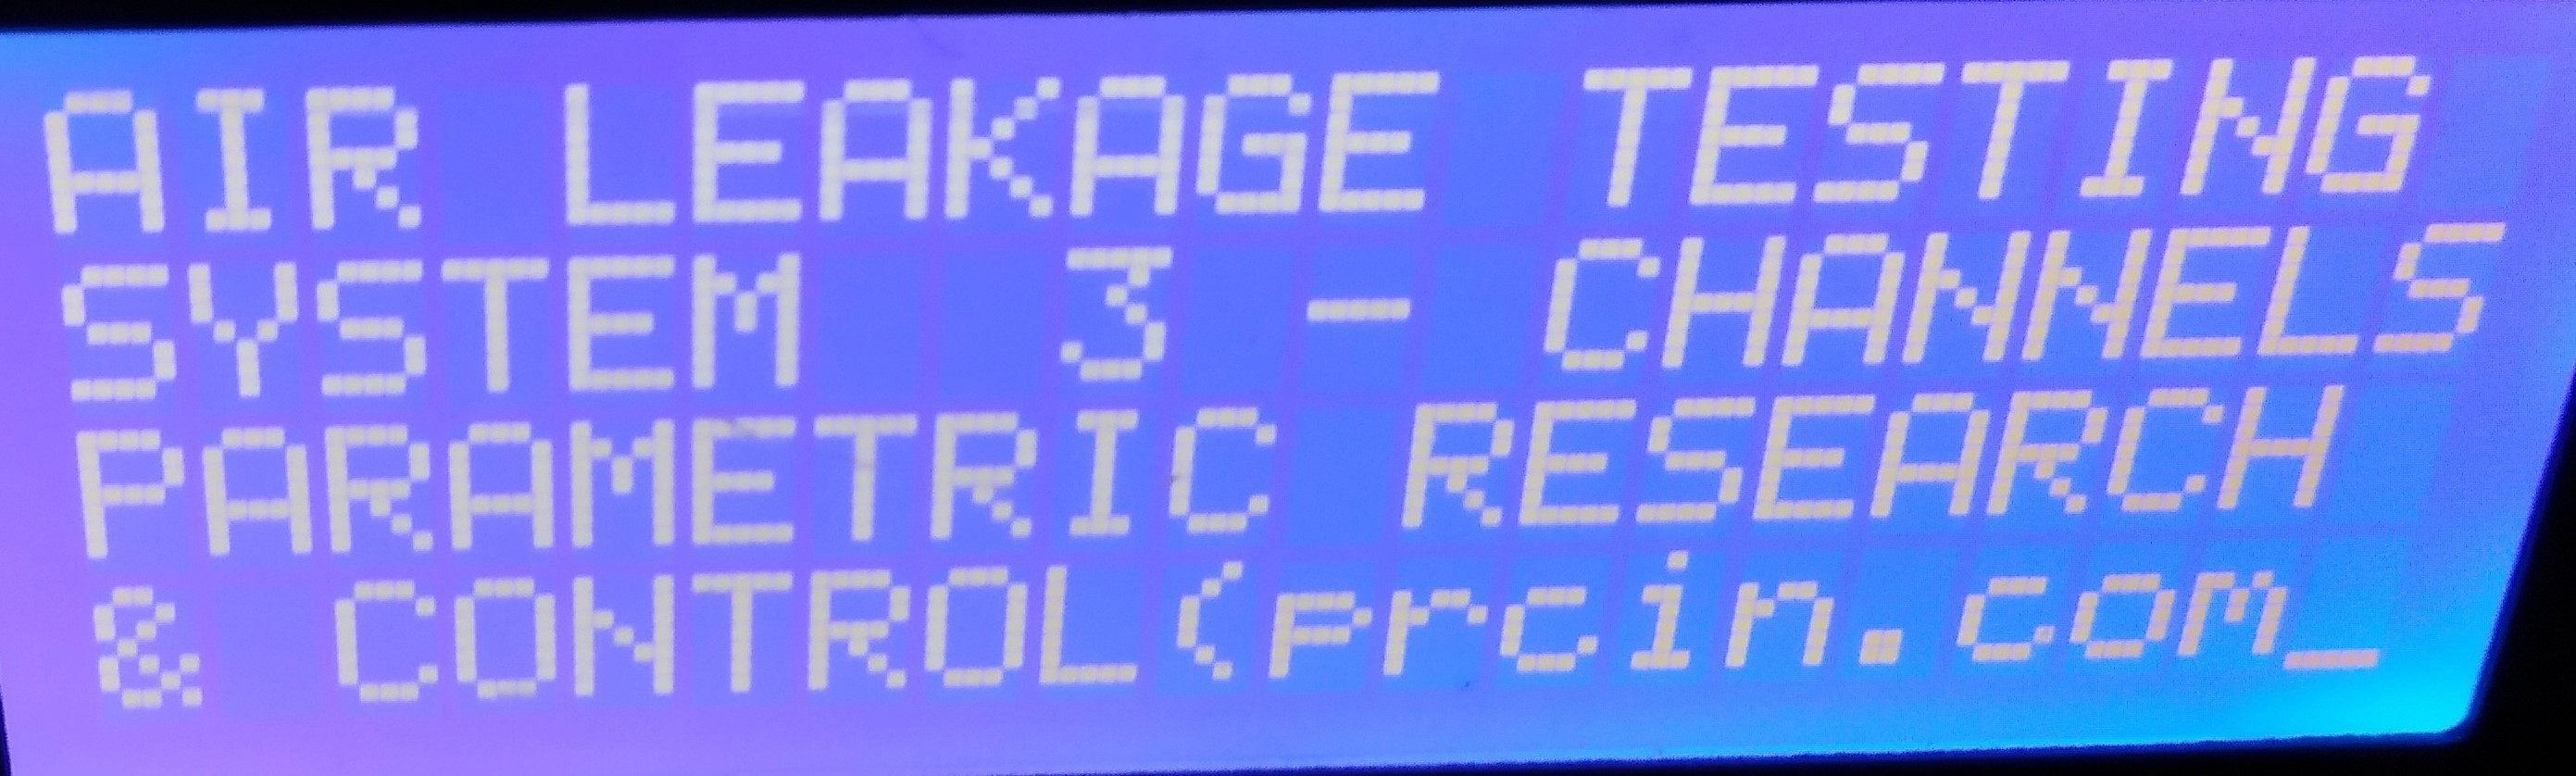 AIR LEAKAGE TESTING
SYSTEM  3 - CHANNELS
PARAMETRIC RESEARCH
& CONTROL(prcin.com_